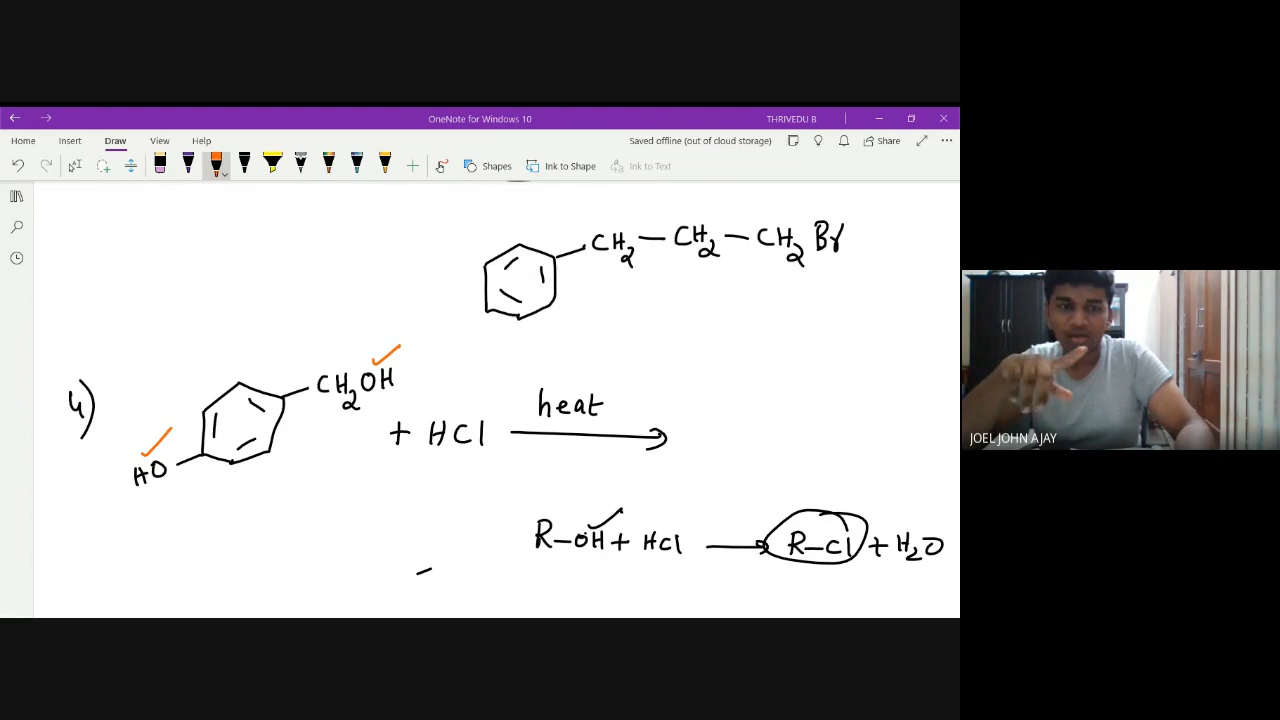 OneNote for Windows 10
THRIVEDU B
Home Insert Draw View Help
Saved offline (out of cloud storage)
Share
Shapes
Ink to Shape
Ink to Text
CH2 — CH2 — CH2 Br
4)
CH2OH
HO
+ HCl
heat
R–OH + HCl → R–Cl + H2O
JOEL JOHN AJAY